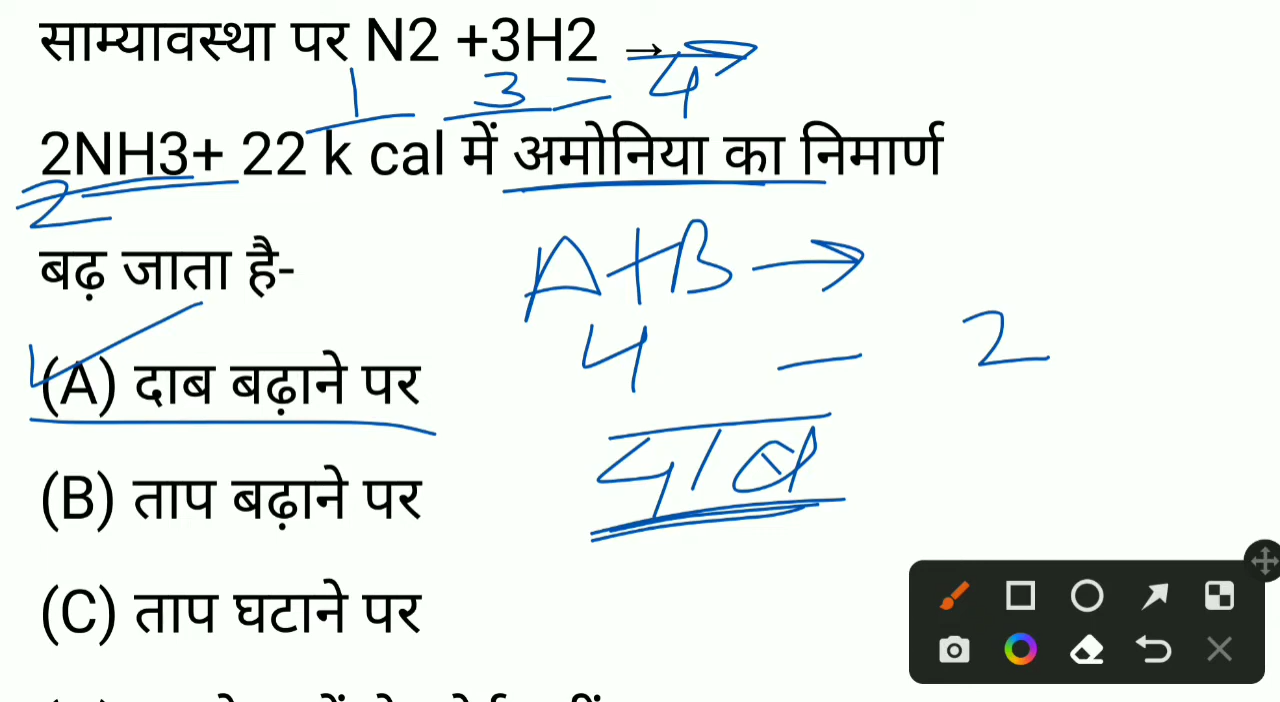 साम्यावस्था पर N2 +3H2 →
1 3 = 4
2NH3+ 22 k cal में अमोनिया का निमार्ण
2
बढ़ जाता है-
A+B →
4 – 2
(A) दाब बढ़ाने पर
(B) ताप बढ़ाने पर
(C) ताप घटाने पर